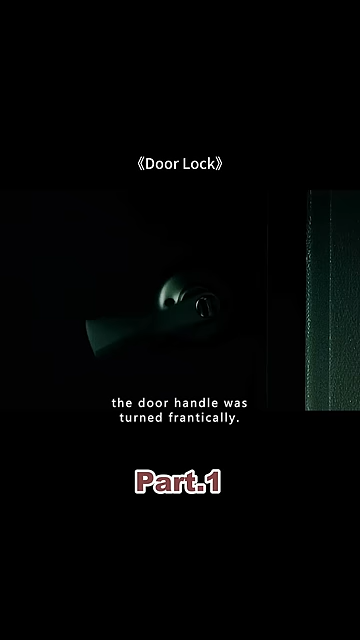 《Door Lock》
the door handle was
turned frantically.
Part.1